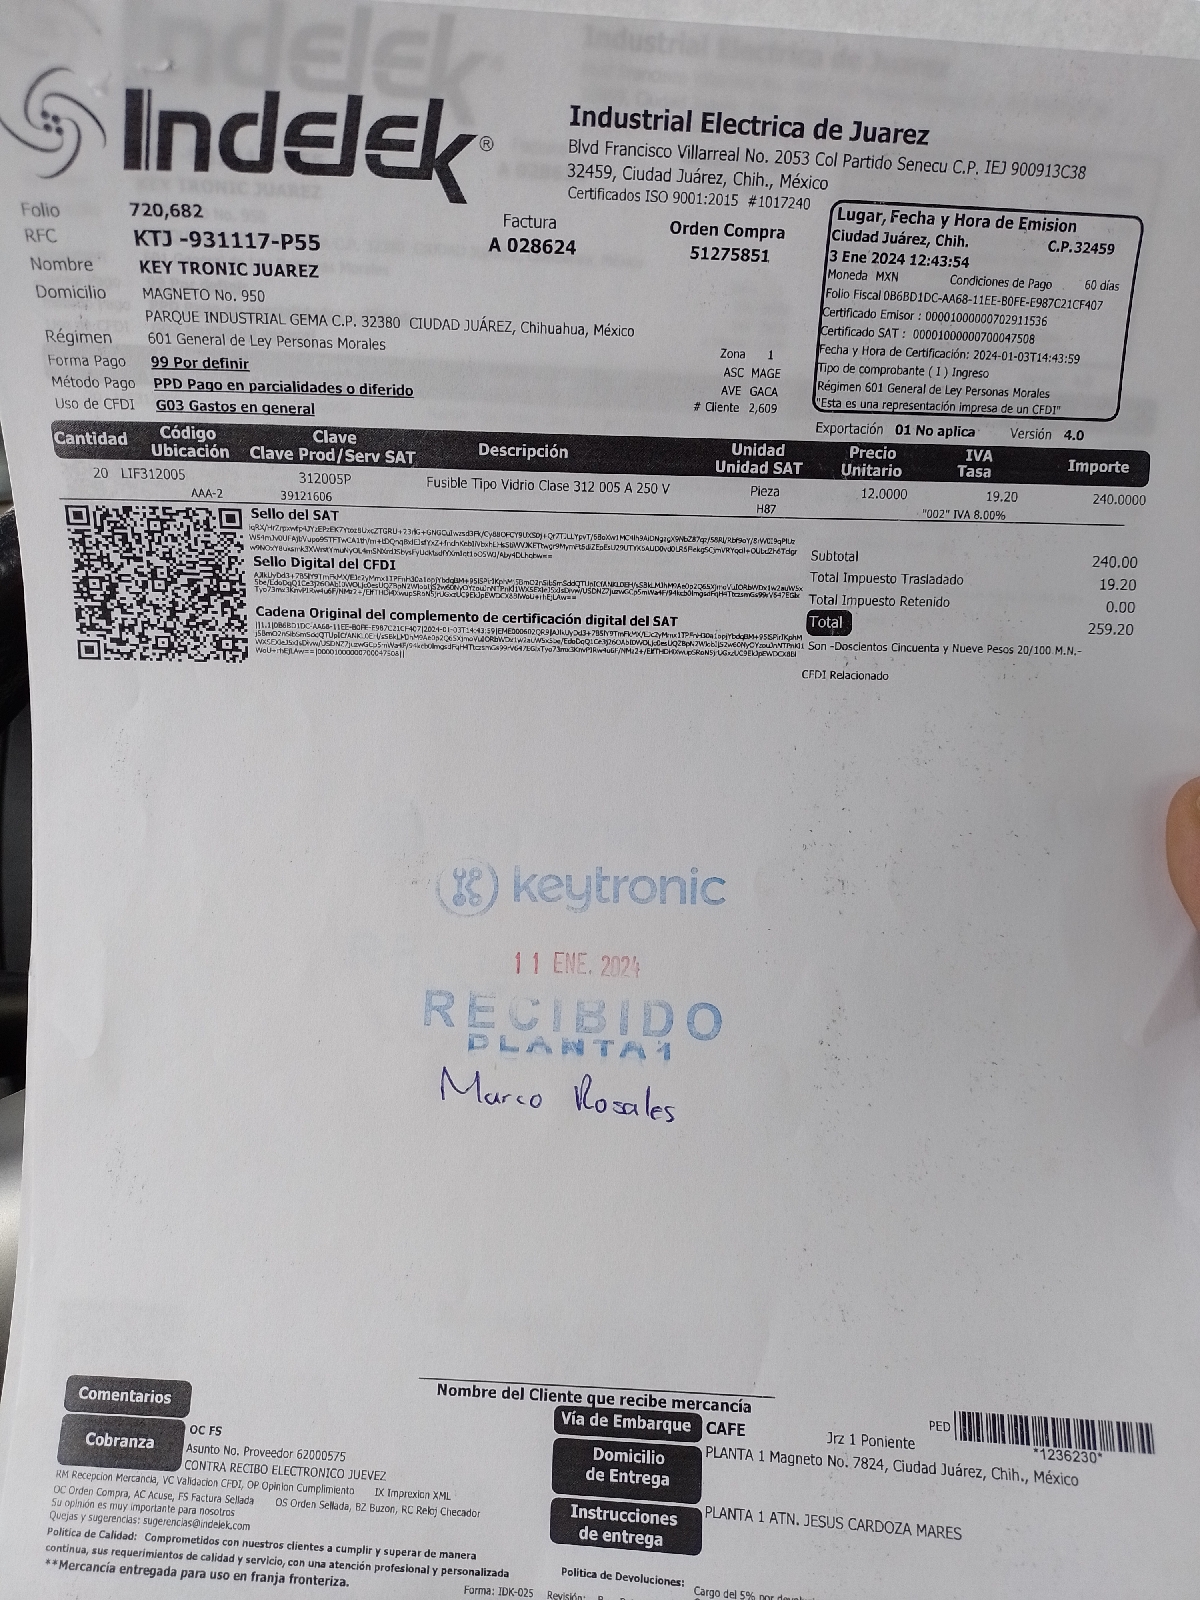 Indelek®
Industrial Electrica de Juarez
Blvd Francisco Villarreal No. 2053 Col Partido Senecu C.P. IEJ 900913C38
32459, Ciudad Juárez, Chih., México
Certificados ISO 9001:2015 #1017240
Folio 720,682
RFC KTJ -931117-P55
Nombre KEY TRONIC JUAREZ
Domicilio MAGNETO No. 950
PARQUE INDUSTRIAL GEMA C.P. 32380 CIUDAD JUÁREZ, Chihuahua, México
Régimen 601 General de Ley Personas Morales
Forma Pago 99 Por definir
Método Pago PPD Pago en parcialidades o diferido
Uso de CFDI G03 Gastos en general
Factura
A 028624
Orden Compra
51275851
Zona 1
ASC MAGE
AVE GACA
# Cliente 2,609
Lugar, Fecha y Hora de Emision
Ciudad Juárez, Chih. C.P.32459
3 Ene 2024 12:43:54
Moneda MXN Condiciones de Pago 60 días
Folio Fiscal 0B6BD1DC-AA68-11EE-B0FE-E987C21CF407
Certificado Emisor : 00001000000702911536
Certificado SAT : 00001000000700047508
Fecha y Hora de Certificación: 2024-01-03T14:43:59
Tipo de comprobante ( I ) Ingreso
Régimen 601 General de Ley Personas Morales
"Esta es una representación impresa de un CFDI"
Exportación 01 No aplica Versión 4.0
Cantidad Código Ubicación Clave Clave Prod/Serv SAT Descripción Unidad Unidad SAT Precio Unitario IVA Tasa Importe
20 LIF312005 312005P Fusible Tipo Vidrio Clase 312 005 A 250 V Pieza 12.0000 19.20 240.0000
AAA-2 39121606 H87 "002" IVA 8.00%
Sello del SAT
Sello Digital del CFDI
Cadena Original del complemento de certificación digital del SAT
Subtotal 240.00
Total Impuesto Trasladado 19.20
Total Impuesto Retenido 0.00
Total 259.20
Son -Doscientos Cincuenta y Nueve Pesos 20/100 M.N.-
CFDI Relacionado
keytronic
11 ENE. 2024
RECIBIDO
PLANTA 1
Marco Rosales
Nombre del Cliente que recibe mercancía
Comentarios
Cobranza
OC FS
Asunto No. Proveedor 62000575
CONTRA RECIBO ELECTRONICO JUEVEZ
RM Recepcion Mercancia, VC Validacion CFDI, OP Opinion Cumplimiento IX Imprexion XML
OC Orden Compra, AC Acuse, FS Factura Sellada OS Orden Sellada, BZ Buzon, RC Reloj Checador
Su opinión es muy importante para nosotros
Quejas y sugerencias: sugerencias@indelek.com
Politica de Calidad: Comprometidos con nuestros clientes a cumplir y superar de manera
continua, sus requerimientos de calidad y servicio, con una atención profesional y personalizada
**Mercancía entregada para uso en franja fronteriza.
Vía de Embarque CAFE
Jrz 1 Poniente
PED
*1236230*
Domicilio de Entrega PLANTA 1 Magneto No. 7824, Ciudad Juárez, Chih., México
Instrucciones de entrega PLANTA 1 ATN. JESUS CARDOZA MARES
Politica de Devoluciones:
Cargo del 5% por
Forma: IDK-025 Revisión: